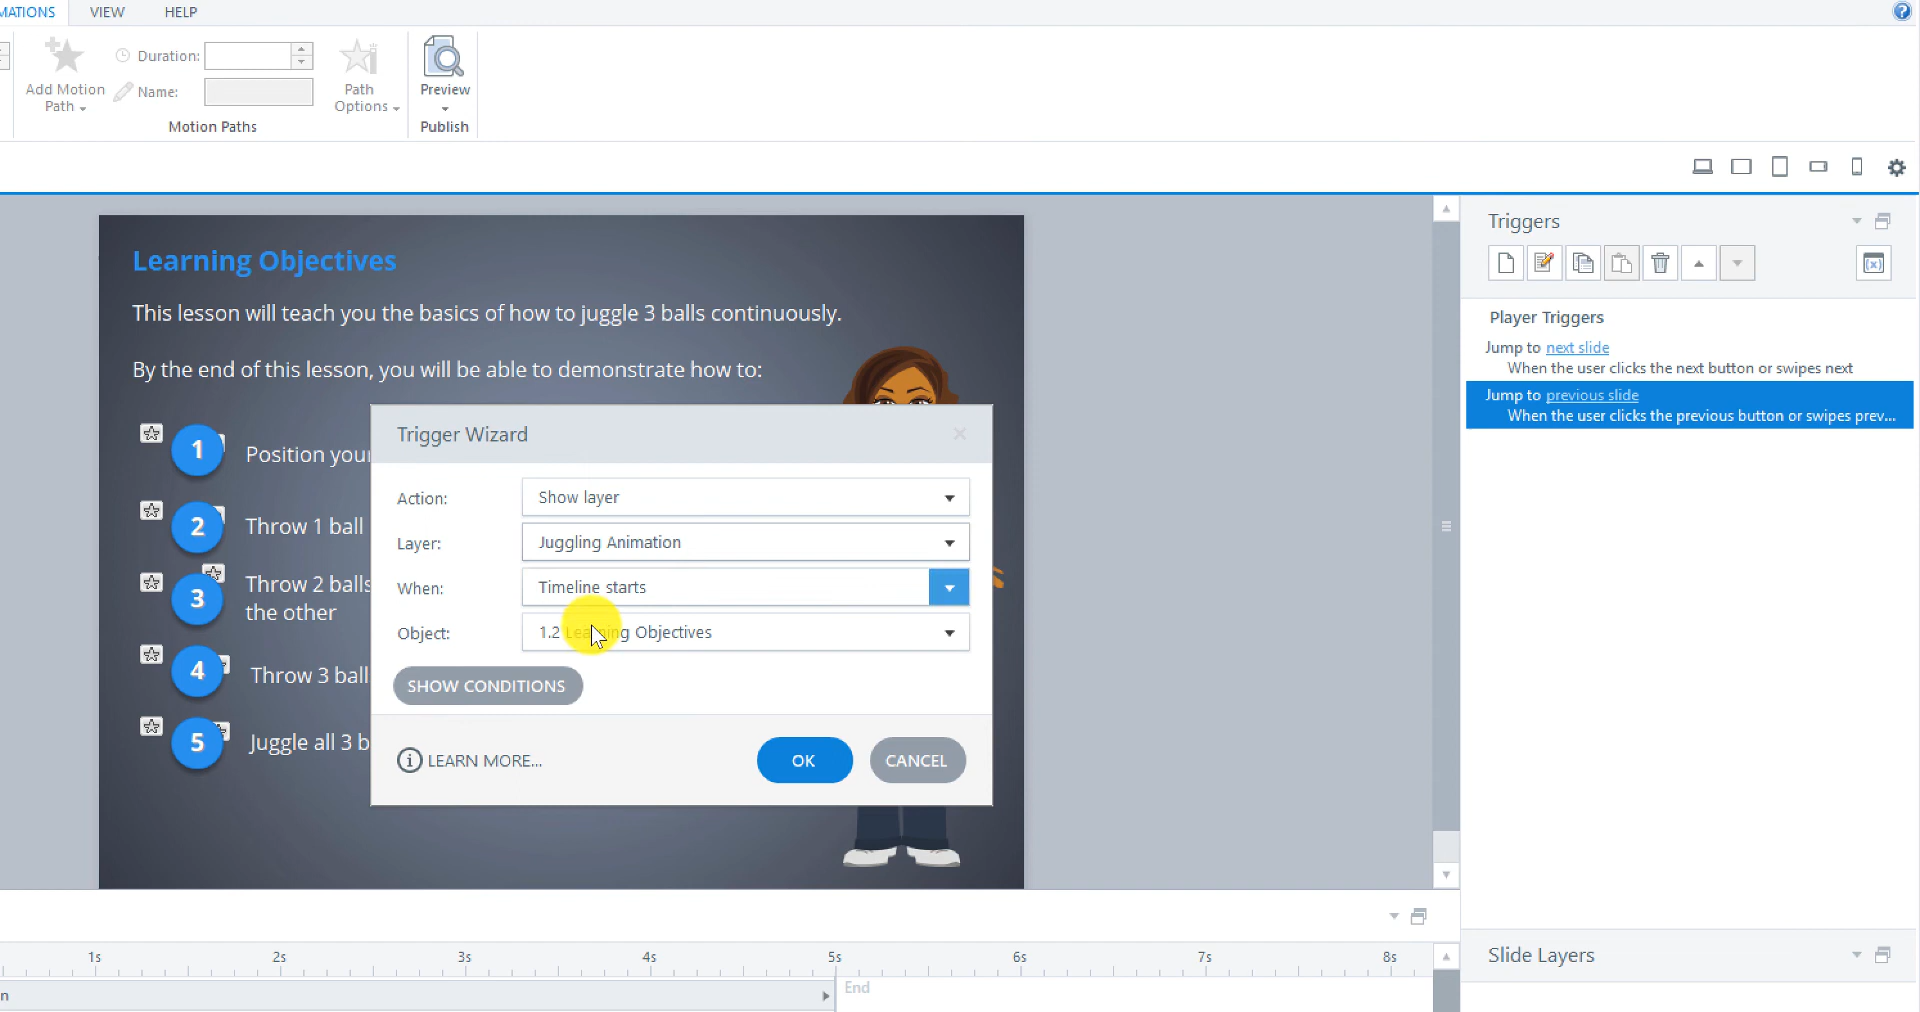 MATIONS
VIEW
HELP
Add Motion
Path
Duration:
Name:
Path
Options
Preview
Motion Paths
Publish
Learning Objectives
This lesson will teach you the basics of how to juggle 3 balls continuously.
By the end of this lesson, you will be able to demonstrate how to:
1
Position your
2
Throw 1 ball
3
Throw 2 balls
the other
4
Throw 3 ball
5
Juggle all 3 b
Trigger Wizard
Action:
Show layer
Layer:
Juggling Animation
When:
Timeline starts
Object:
1.2 Learning Objectives
SHOW CONDITIONS
LEARN MORE...
OK
CANCEL
Triggers
Player Triggers
Jump to next slide
When the user clicks the next button or swipes next
Jump to previous slide
When the user clicks the previous button or swipes prev...
1s 2s 3s 4s 5s 6s 7s 8s
n
End
Slide Layers